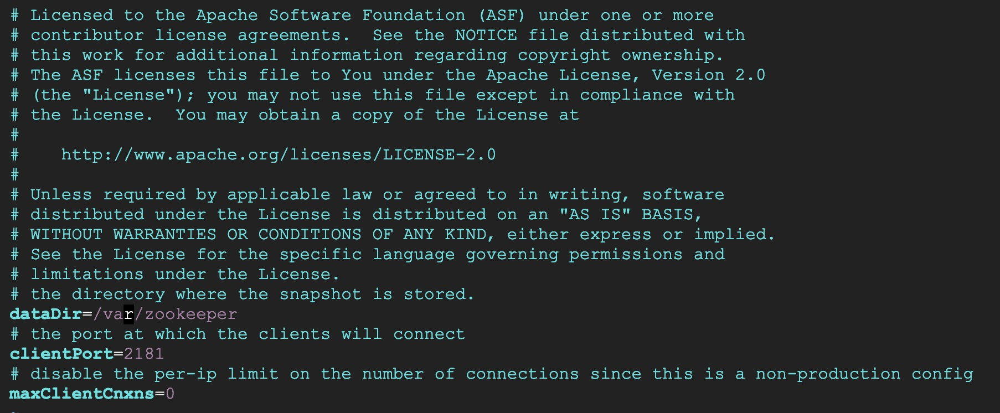 # Licensed to the Apache Software Foundation (ASF) under one or more
# contributor license agreements.  See the NOTICE file distributed with
# this work for additional information regarding copyright ownership.
# The ASF licenses this file to You under the Apache License, Version 2.0
# (the "License"); you may not use this file except in compliance with
# the License.  You may obtain a copy of the License at
#
#    http://www.apache.org/licenses/LICENSE-2.0
#
# Unless required by applicable law or agreed to in writing, software
# distributed under the License is distributed on an "AS IS" BASIS,
# WITHOUT WARRANTIES OR CONDITIONS OF ANY KIND, either express or implied.
# See the License for the specific language governing permissions and
# limitations under the License.
# the directory where the snapshot is stored.
dataDir=/var/zookeeper
# the port at which the clients will connect
clientPort=2181
# disable the per-ip limit on the number of connections since this is a non-production config
maxClientCnxns=0